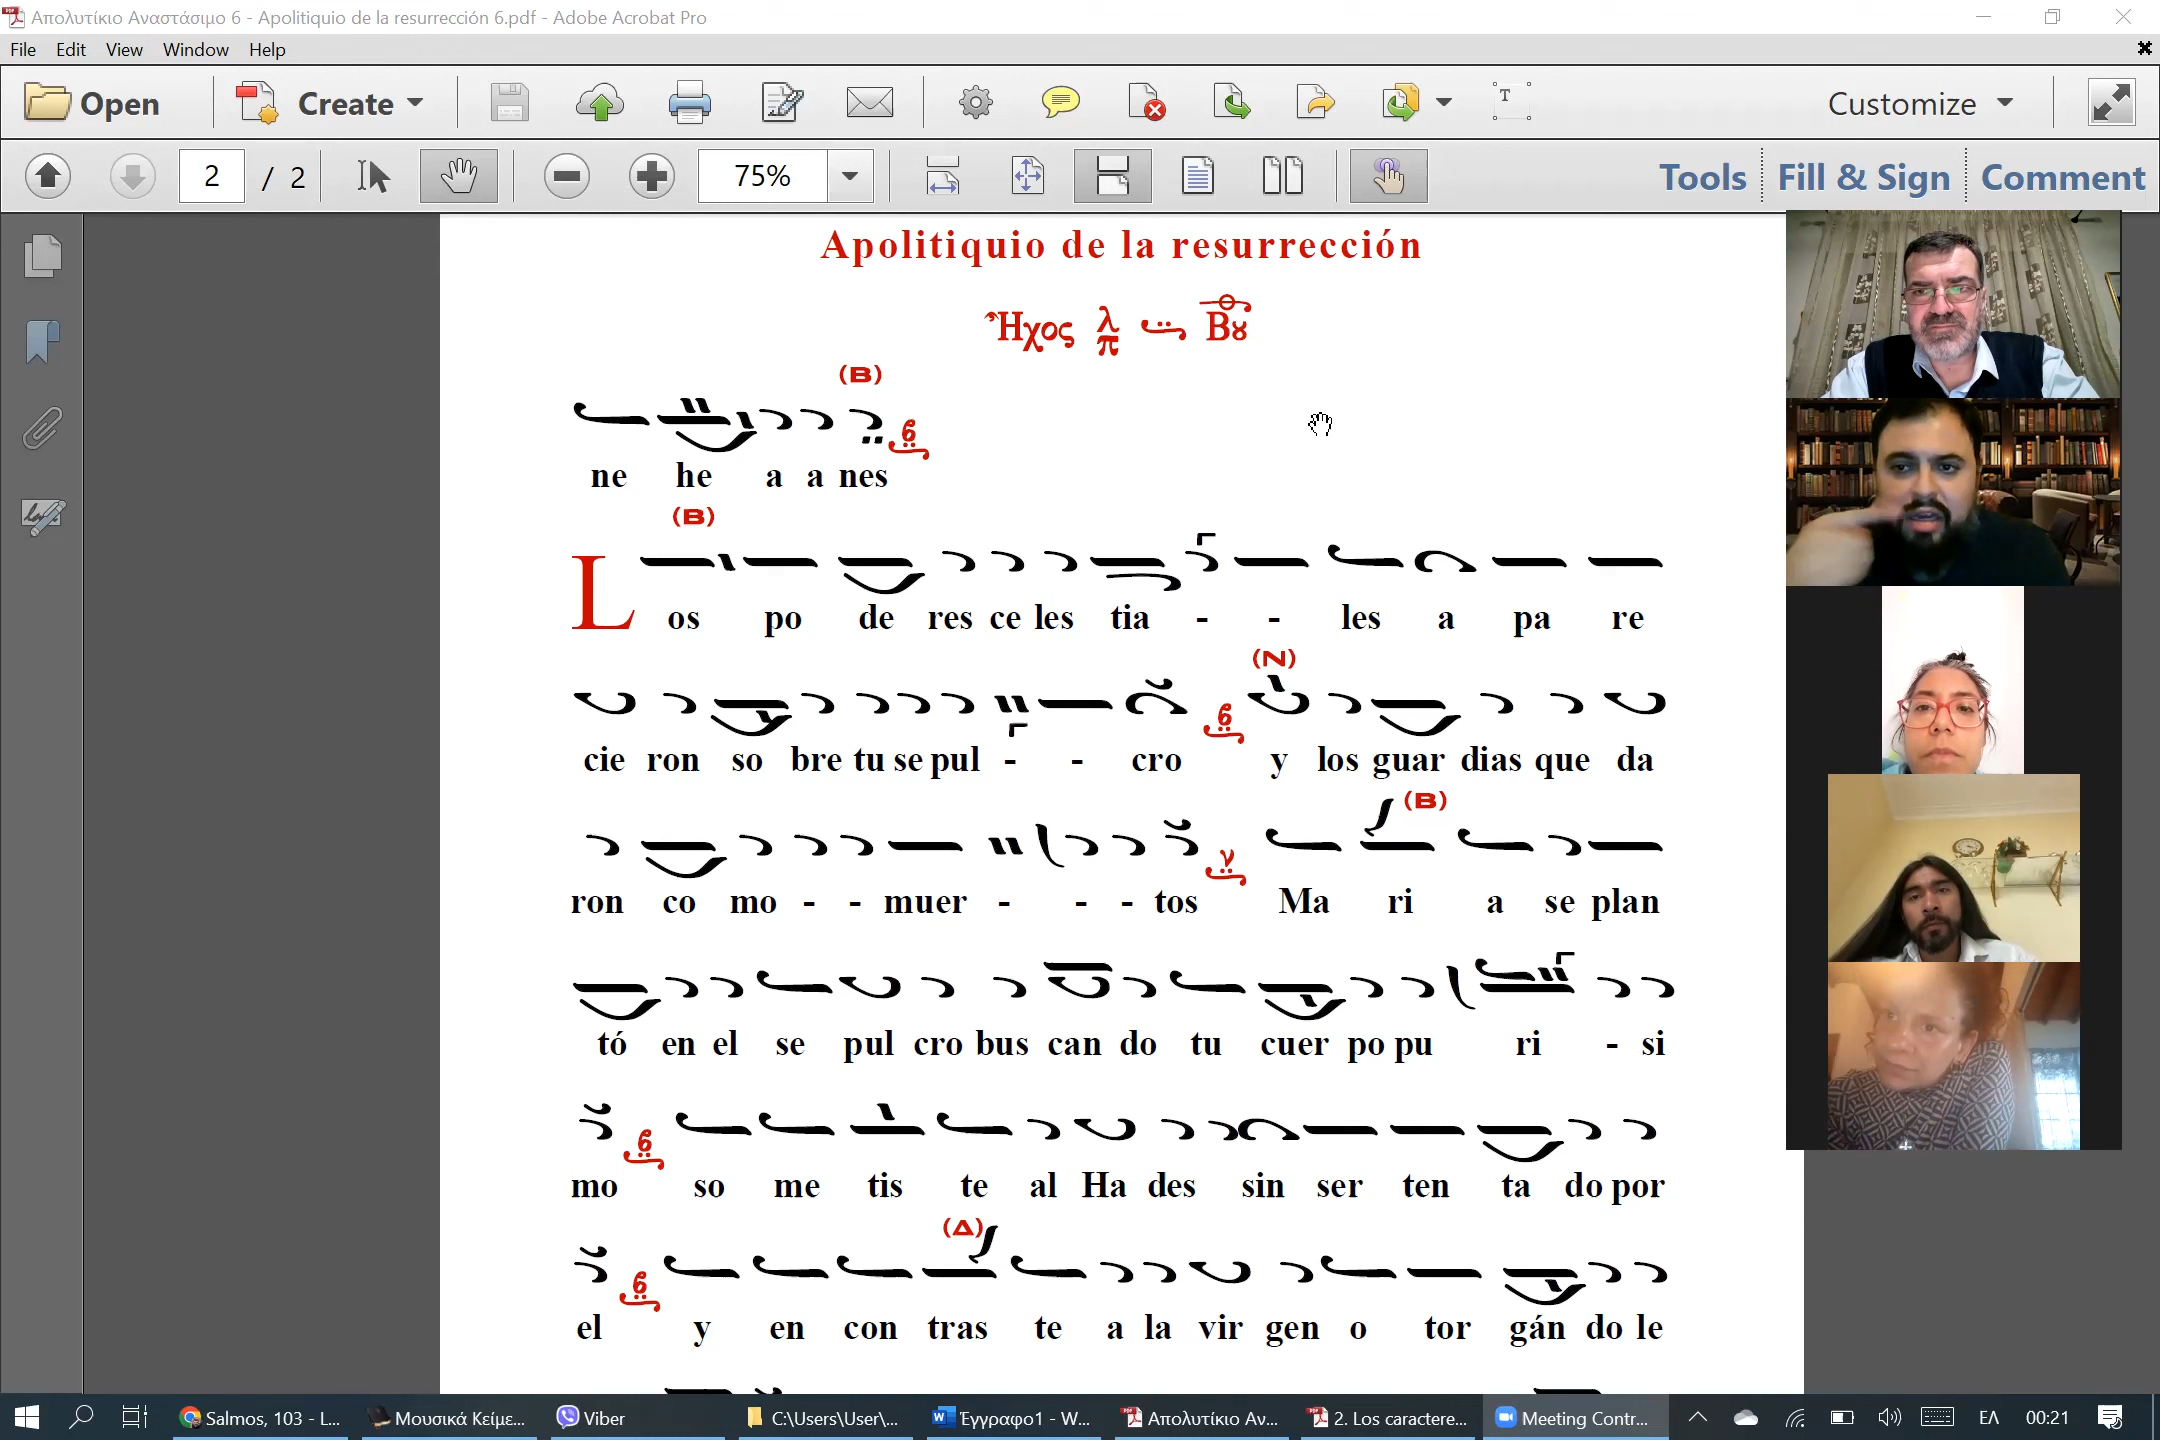 Απολυτίκιο Αναστάσιμο 6 - Apolitiquio de la resurrección 6.pdf - Adobe Acrobat Pro
File Edit View Window Help
Open Create Customize
2 / 2 75% Tools Fill & Sign Comment
Apolitiquio de la resurrección
Ἦχος λ π Βȣ
(B)
ne he a a nes
(B)
Los po de res ce les tia - - les a pa re
(N)
cie ron so bre tu se pul - - cro y los guar dias que da
(B)
ron co mo - - muer - - - tos Ma ri a se plan
tó en el se pul cro bus can do tu cuer po pu ri - si
mo so me tis te al Ha des sin ser ten ta do por
(Δ)
el y en con tras te a la vir gen o tor gán do le
Salmos, 103 - L... Μουσικά Κείμε... Viber C:\Users\User\... Έγγραφο1 - W... Απολυτίκιο Αν... 2. Los caractere... Meeting Contr... ΕΛ 00:21